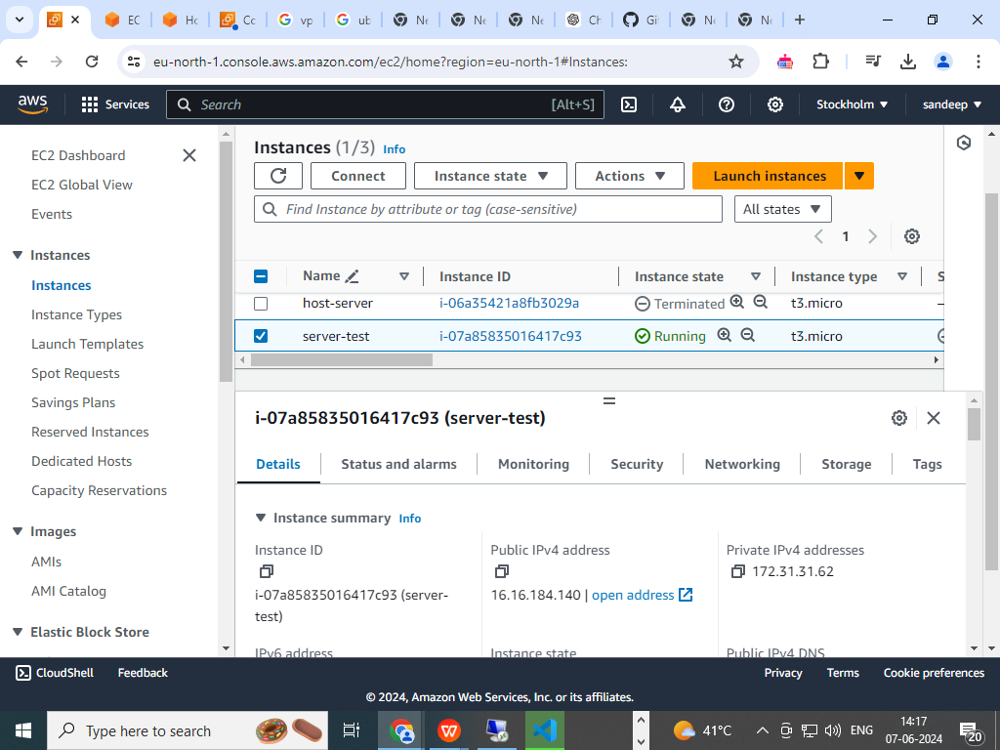 EC
Ho
Co
vp
ub
Ne
Ne
Ne
Ch
Git
Ne
Ne
eu-north-1.console.aws.amazon.com/ec2/home?region=eu-north-1#Instances:
aws
Services
Search
[Alt+S]
Stockholm
sandeep
EC2 Dashboard
EC2 Global View
Events
Instances
Instances
Instance Types
Launch Templates
Spot Requests
Savings Plans
Reserved Instances
Dedicated Hosts
Capacity Reservations
Images
AMIs
AMI Catalog
Elastic Block Store
Instances (1/3) Info
Connect
Instance state
Actions
Launch instances
Find Instance by attribute or tag (case-sensitive)
All states
1
Name Instance ID Instance state Instance type S
host-server i-06a35421a8fb3029a Terminated t3.micro –
server-test i-07a85835016417c93 Running t3.micro
i-07a85835016417c93 (server-test)
Details Status and alarms Monitoring Security Networking Storage Tags
Instance summary Info
Instance ID
i-07a85835016417c93 (server-
test)
Public IPv4 address
16.16.184.140 | open address
Private IPv4 addresses
172.31.31.62
IPv6 address
Instance state
Public IPv4 DNS
CloudShell
Feedback
Privacy
Terms
Cookie preferences
© 2024, Amazon Web Services, Inc. or its affiliates.
Type here to search
41°C
ENG
14:17
07-06-2024
20